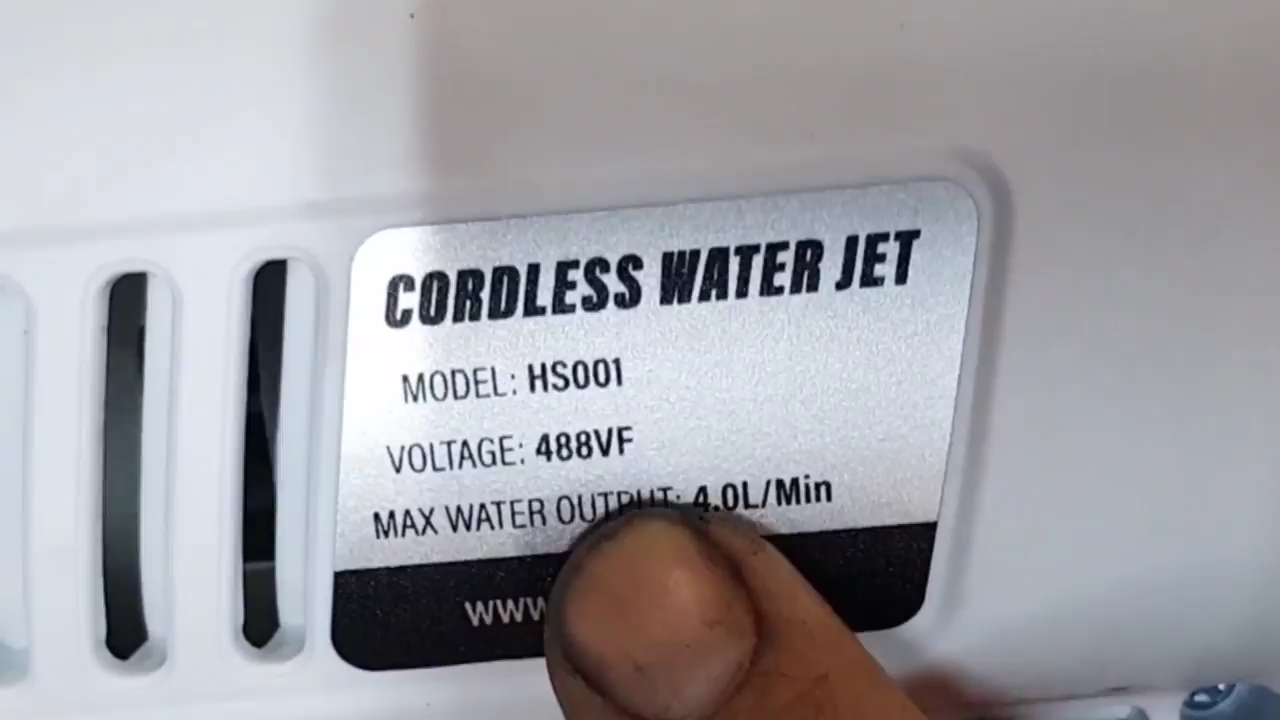 CORDLESS WATER JET
MODEL: HS001
VOLTAGE: 488VF
MAX WATER OUTPUT: 4.0L/Min
www